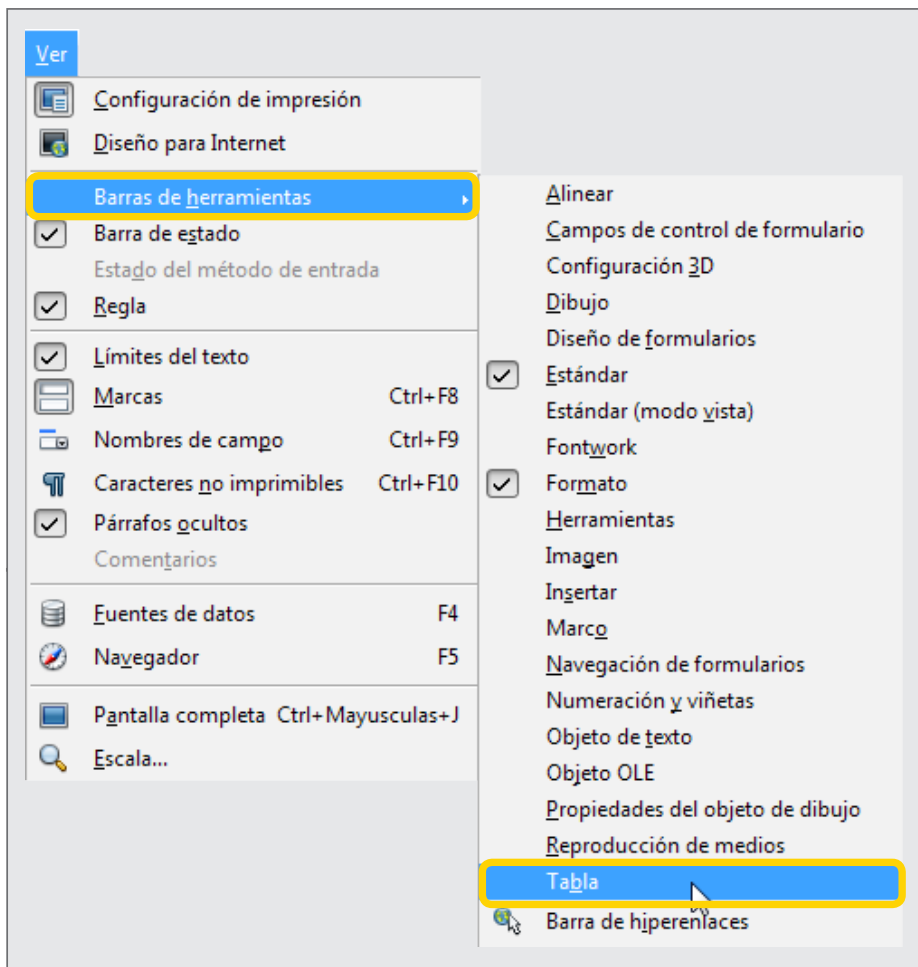 Ver
Configuración de impresión
Diseño para Internet
Barras de herramientas
Barra de estado
Estado del método de entrada
Regla
Límites del texto
Marcas Ctrl+F8
Nombres de campo Ctrl+F9
Caracteres no imprimibles Ctrl+F10
Párrafos ocultos
Comentarios
Fuentes de datos F4
Navegador F5
Pantalla completa Ctrl+Mayusculas+J
Escala...
Alinear
Campos de control de formulario
Configuración 3D
Dibujo
Diseño de formularios
Estándar
Estándar (modo vista)
Fontwork
Formato
Herramientas
Imagen
Insertar
Marco
Navegación de formularios
Numeración y viñetas
Objeto de texto
Objeto OLE
Propiedades del objeto de dibujo
Reproducción de medios
Tabla
Barra de hiperenlaces